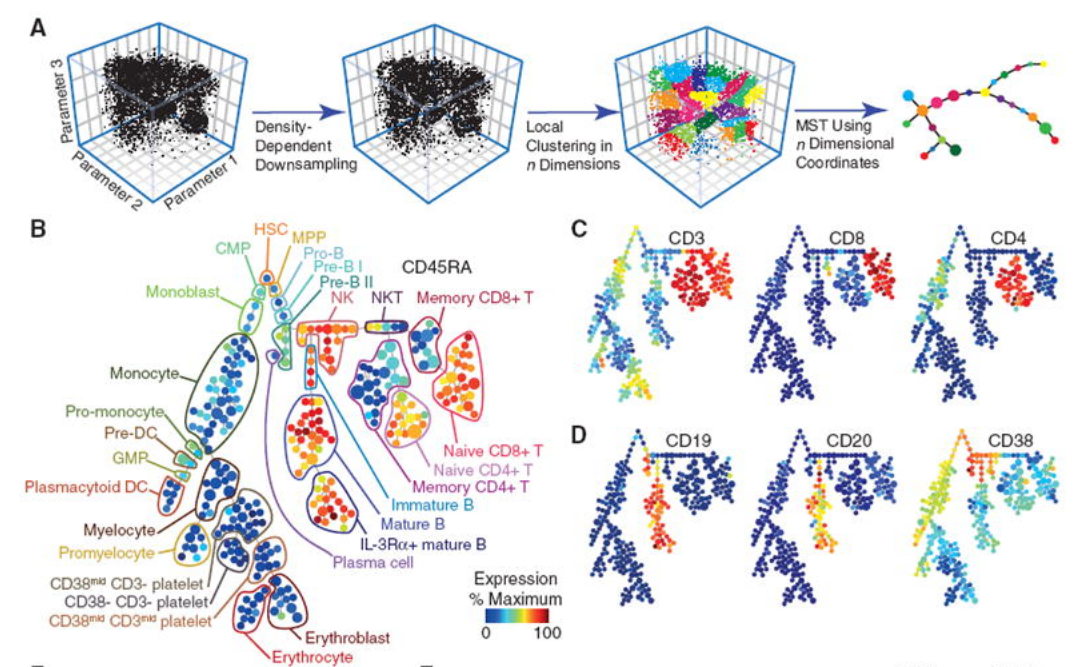 A
Parameter 3
Parameter 2
Parameter 1
Density-
Dependent
Downsampling
Local
Clustering in
n Dimensions
MST Using
n Dimensional
Coordinates
B
HSC
CMP
MPP
Pro-B
Pre-B I
Pre-B II
CD45RA
Monoblast
NK
NKT
Memory CD8+ T
Monocyte
Pro-monocyte
Pre-DC
GMP
Plasmacytoid DC
Naive CD8+ T
Naive CD4+ T
Memory CD4+ T
Immature B
Mature B
IL-3Rα+ mature B
Plasma cell
Myelocyte
Promyelocyte
CD38mid CD3- platelet
CD38- CD3- platelet
CD38mid CD3mid platelet
Erythroblast
Erythrocyte
Expression
% Maximum
0 100
C
CD3
CD8
CD4
D
CD19
CD20
CD38